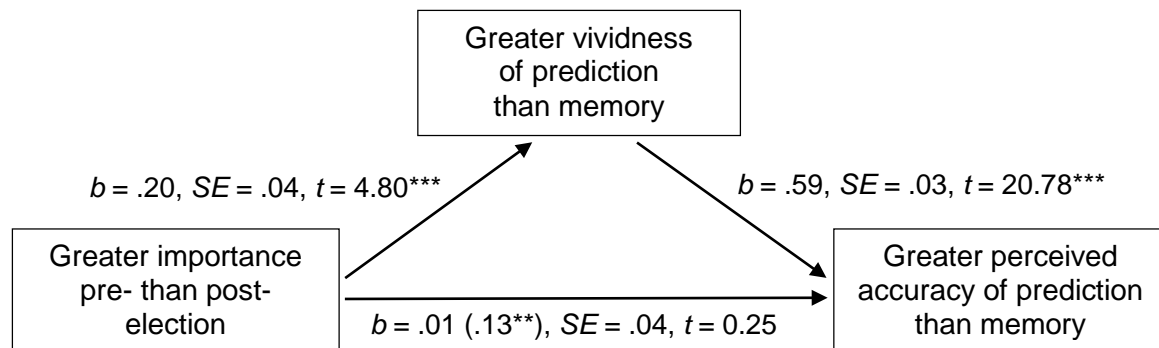 Greater vividness
of prediction
than memory
b = .20, SE = .04, t = 4.80***
b = .59, SE = .03, t = 20.78***
Greater importance
pre- than post-
election
Greater perceived
accuracy of prediction
than memory
b = .01 (.13**), SE = .04, t = 0.25